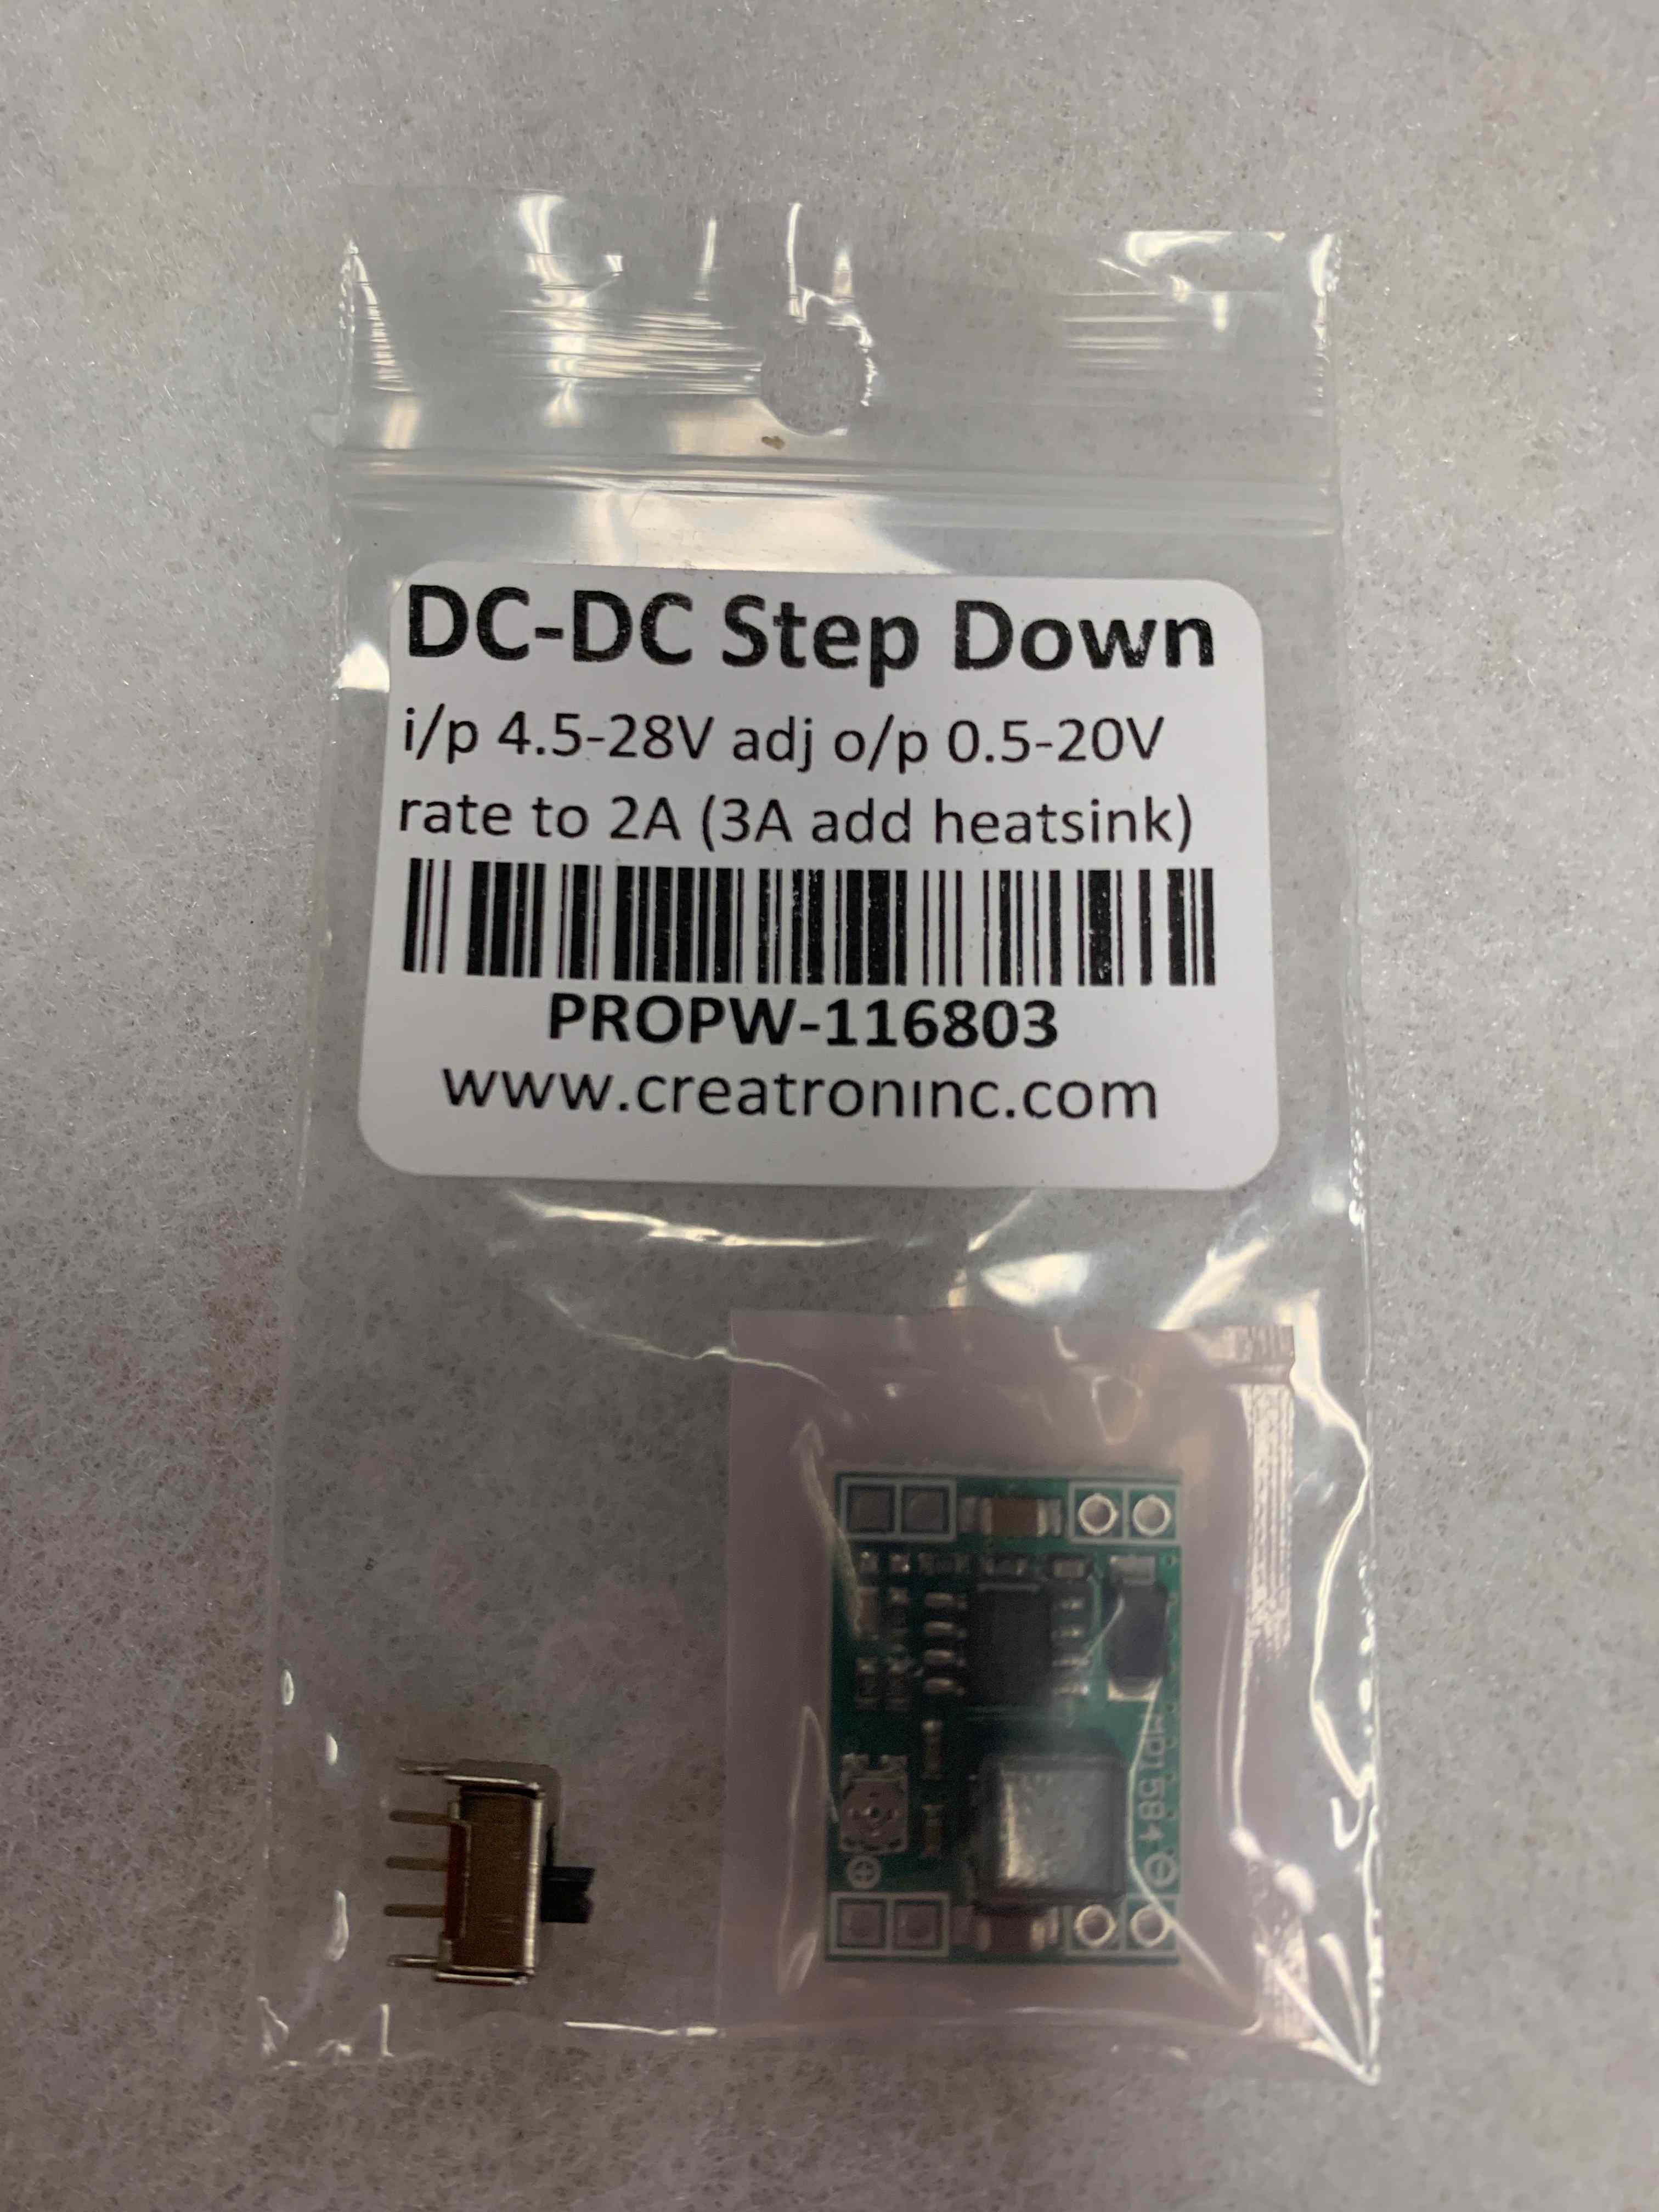 DC-DC Step Down
i/p 4.5-28V adj o/p 0.5-20V
rate to 2A (3A add heatsink)
PROPW-116803
www.creatroninc.com
MP1584